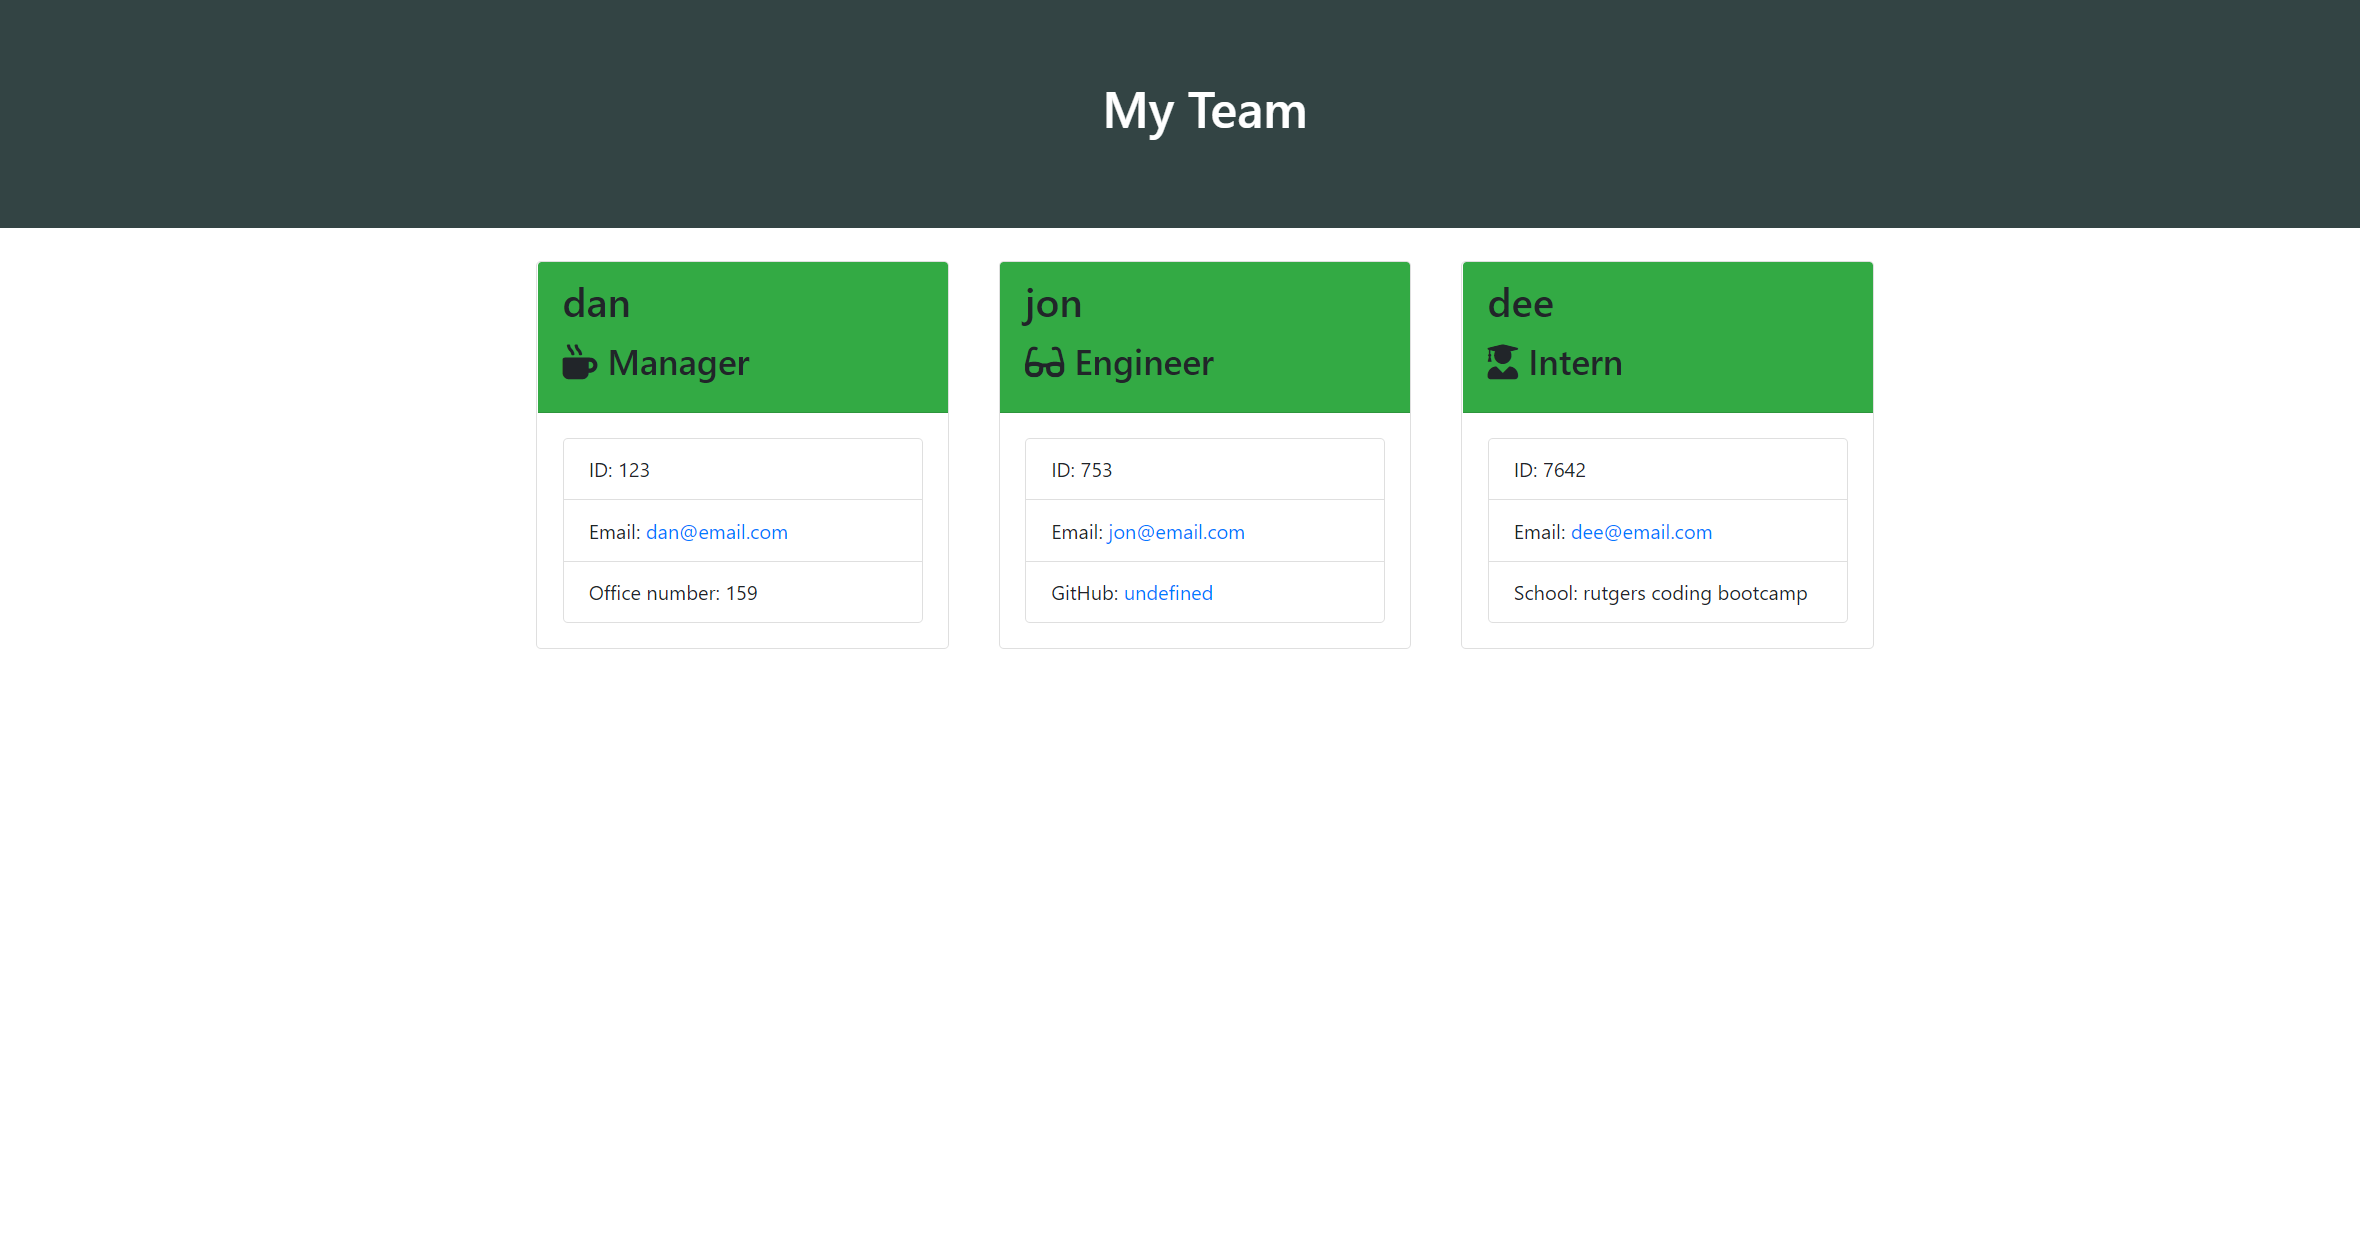 My Team
dan
Manager
ID: 123
Email: dan@email.com
Office number: 159
jon
Engineer
ID: 753
Email: jon@email.com
GitHub: undefined
dee
Intern
ID: 7642
Email: dee@email.com
School: rutgers coding bootcamp